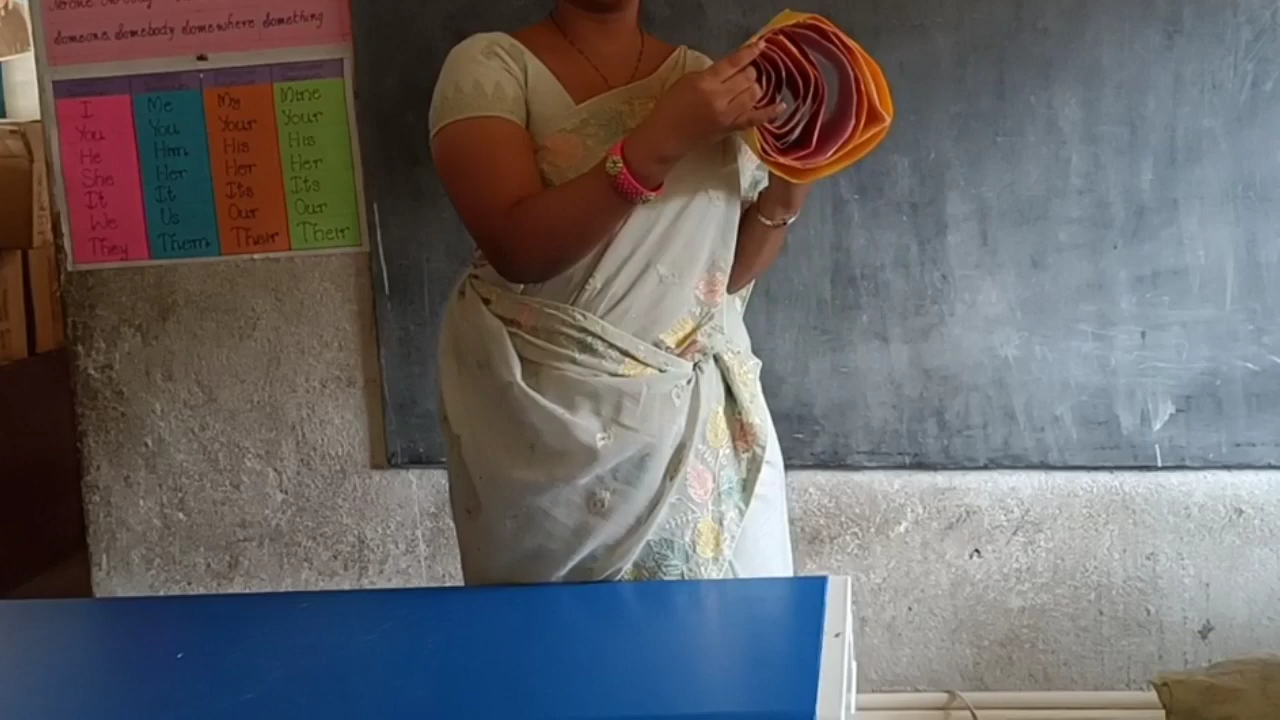 Someone Somebody Somewhere Something
I Me My Mine
You You Your Your
He Him His His
She Her Her Her
It It Its Its
We Us Our Our
They Them Their Their